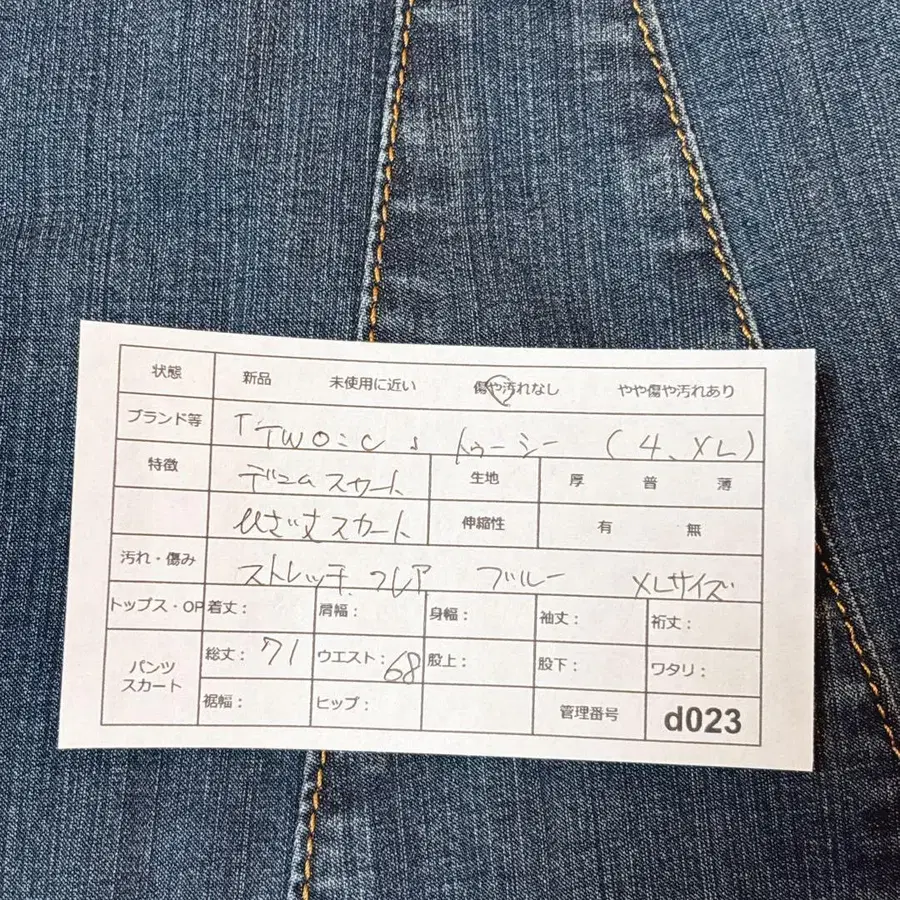 状態 新品 未使用に近い 傷や汚れなし やや傷や汚れあり
ブランド等 TWO:C トゥーシー (4、XL)
特徴 デニムスカート 生地 厚 普 薄
ひざ丈スカート 伸縮性 有 無
汚れ・傷み ストレッチ、フレア ブルー XLサイズ
トップス・OP 着丈: 肩幅: 身幅: 袖丈: 裄丈:
パンツ スカート 総丈: 71 ウエスト: 68 股上: 股下: ワタリ:
裾幅: ヒップ: 管理番号 d023